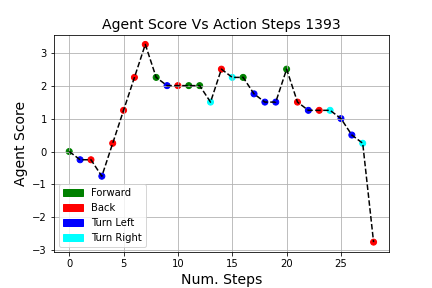 Agent Score Vs Action Steps 1393
Agent Score
3
2
1
0
−1
−2
−3
Forward
Back
Turn Left
Turn Right
0 5 10 15 20 25
Num. Steps